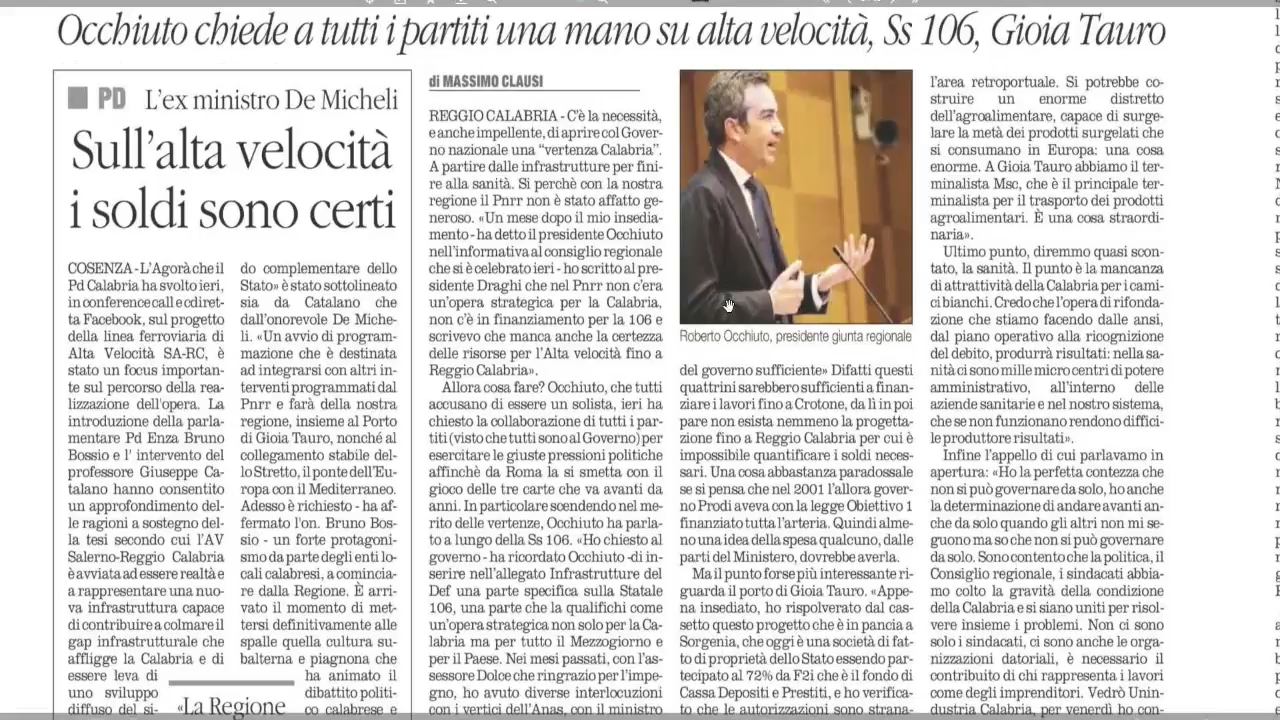 Occhiuto chiede a tutti i partiti una mano su alta velocità, Ss 106, Gioia Tauro
PD L'ex ministro De Micheli
Sull'alta velocità
i soldi sono certi
COSENZA - L'Agorà che il
Pd Calabria ha svolto ieri,
in conference call e diret-
ta Facebook, sul progetto
della linea ferroviaria di
Alta Velocità SA-RC, è
stato un focus importan-
te sul percorso della rea-
lizzazione dell'opera. La
introduzione della parla-
mentare Pd Enza Bruno
Bossio e l' intervento del
professore Giuseppe Ca-
talano hanno consentito
un approfondimento del-
le ragioni a sostegno del-
la tesi secondo cui l'AV
Salerno-Reggio Calabria
è avviata ad essere realtà e
a rappresentare una nuo-
va infrastruttura capace
di contribuire a colmare il
gap infrastrutturale che
affligge la Calabria e di
essere leva di
uno sviluppo
diffuso del si-
do complementare dello
Stato» è stato sottolineato
sia da Catalano che
dall'onorevole De Miche-
li. «Un avvio di program-
mazione che è destinata
ad integrarsi con altri in-
terventi programmati dal
Pnrr e farà della nostra
regione, insieme al Porto
di Gioia Tauro, nonché al
collegamento stabile del-
lo Stretto, il ponte dell'Eu-
ropa con il Mediterraneo.
Adesso è richiesto - ha af-
fermato l'on. Bruno Bos-
sio - un forte protagoni-
smo da parte degli enti lo-
cali calabresi, a comincia-
re dalla Regione. È arri-
vato il momento di met-
tersi definitivamente alle
spalle quella cultura su-
balterna e piagnona che
ha animato il
dibattito politi-
co calabrese e
«La Regione
di MASSIMO CLAUSI
REGGIO CALABRIA - C'è la necessità,
e anche impellente, di aprire col Gover-
no nazionale una “vertenza Calabria”.
A partire dalle infrastrutture per fini-
re alla sanità. Si perchè con la nostra
regione il Pnrr non è stato affatto ge-
neroso. «Un mese dopo il mio insedia-
mento - ha detto il presidente Occhiuto
nell'informativa al consiglio regionale
che si è celebrato ieri - ho scritto al pre-
sidente Draghi che nel Pnrr non c'era
un'opera strategica per la Calabria,
non c'è in finanziamento per la 106 e
scrivevo che manca anche la certezza
delle risorse per l'Alta velocità fino a
Reggio Calabria».
Allora cosa fare? Occhiuto, che tutti
accusano di essere un solista, ieri ha
chiesto la collaborazione di tutti i par-
titi (visto che tutti sono al Governo) per
esercitare le giuste pressioni politiche
affinchè da Roma la si smetta con il
gioco delle tre carte che va avanti da
anni. In particolare scendendo nel me-
rito delle vertenze, Occhiuto ha parla-
to a lungo della Ss 106. «Ho chiesto al
governo - ha ricordato Occhiuto -di in-
serire nell'allegato Infrastrutture del
Def una parte specifica sulla Statale
106, una parte che la qualifichi come
un'opera strategica non solo per la Ca-
labria ma per tutto il Mezzogiorno e
per il Paese. Nei mesi passati, con l'as-
sessore Dolce che ringrazio per l'impe-
gno, ho avuto diverse interlocuzioni
con i vertici dell'Anas, con il ministro
Roberto Occhiuto, presidente giunta regionale
del governo sufficiente» Difatti questi
quattrini sarebbero sufficienti a finan-
ziare i lavori fino a Crotone, da lì in poi
pare non esista nemmeno la progetta-
zione fino a Reggio Calabria per cui è
impossibile quantificare i soldi neces-
sari. Una cosa abbastanza paradossale
se si pensa che nel 2001 l'allora gover-
no Prodi aveva con la legge Obiettivo 1
finanziato tutta l'arteria. Quindi alme-
no una idea della spesa qualcuno, dalle
parti del Ministero, dovrebbe averla.
Ma il punto forse più interessante ri-
guarda il porto di Gioia Tauro. «Appe-
na insediato, ho rispolverato dal cas-
setto questo progetto che è in pancia a
Sorgenia, che oggi è una società di fat-
to di proprietà dello Stato essendo par-
tecipato al 72% da F2i che è il fondo di
Cassa Depositi e Prestiti, e ho verifica-
to che le autorizzazioni sono strana-
l'area retroportuale. Si potrebbe co-
struire un enorme distretto
dell'agroalimentare, capace di surge-
lare la metà dei prodotti surgelati che
si consumano in Europa: una cosa
enorme. A Gioia Tauro abbiamo il ter-
minalista Msc, che è il principale ter-
minalista per il trasporto dei prodotti
agroalimentari. È una cosa straordi-
naria».
Ultimo punto, diremmo quasi scon-
tato, la sanità. Il punto è la mancanza
di attrattività della Calabria per i cami-
ci bianchi. Credo che l'opera di rifonda-
zione che stiamo facendo dalle ansi,
dal piano operativo alla ricognizione
del debito, produrrà risultati: nella sa-
nità ci sono mille micro centri di potere
amministrativo, all'interno delle
aziende sanitarie e nel nostro sistema,
che se non funzionano rendono diffici-
le produttore risultati».
Infine l'appello di cui parlavamo in
apertura: «Ho la perfetta contezza che
non si può governare da solo, ho anche
la determinazione di andare avanti an-
che da solo quando gli altri non mi se-
guono ma so che non si può governare
da solo. Sono contento che la politica, il
Consiglio regionale, i sindacati abbia-
mo colto la gravità della condizione
della Calabria e si siano uniti per risol-
vere insieme i problemi. Non ci sono
solo i sindacati, ci sono anche le orga-
nizzazioni datoriali, è necessario il
contributo di chi rappresenta i lavori
come degli imprenditori. Vedrò Unin-
dustria Calabria, per venerdì ho con-